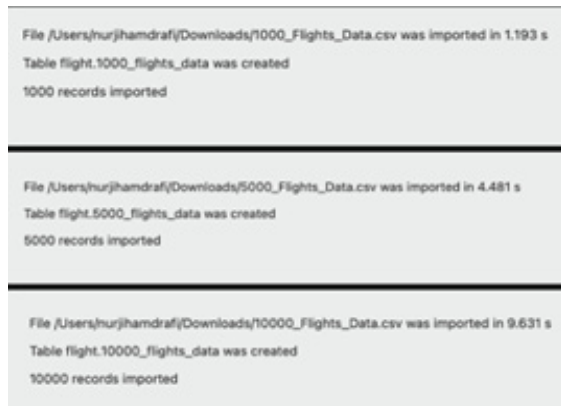 File /Users/nurjihamdrafi/Downloads/1000_Flights_Data.csv was imported in 1.193 s
Table flight.1000_flights_data was created
1000 records imported
File /Users/nurjihamdrafi/Downloads/5000_Flights_Data.csv was imported in 4.481 s
Table flight.5000_flights_data was created
5000 records imported
File /Users/nurjihamdrafi/Downloads/10000_Flights_Data.csv was imported in 9.631 s
Table flight.10000_flights_data was created
10000 records imported